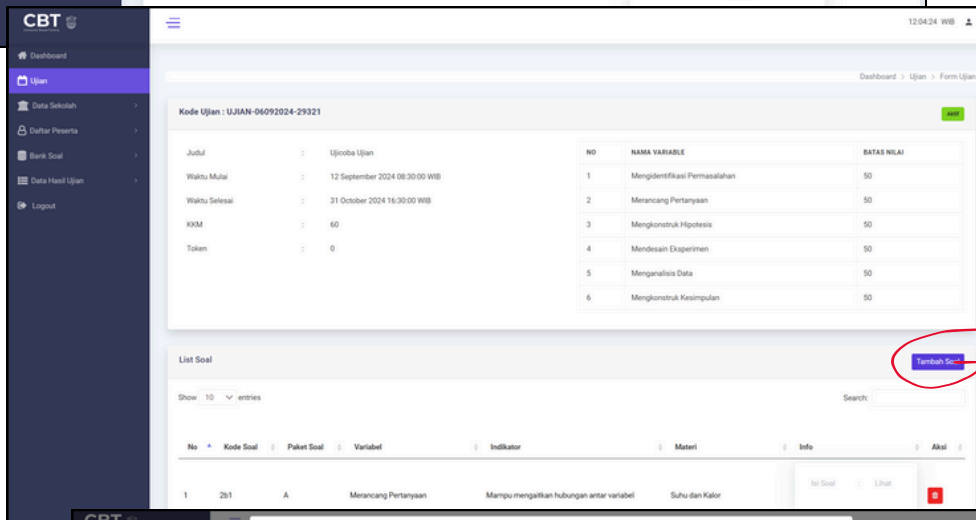 CBT
12:04:24 WIB
Dashboard
Ujian
Data Sekolah
Daftar Peserta
Bank Soal
Data Hasil Ujian
Logout
Dashboard > Ujian > Form Ujian
Kode Ujian : UJIAN-06092024-29321
Aktif
Judul : Ujicoba Ujian
Waktu Mulai : 12 September 2024 08:30:00 WIB
Waktu Selesai : 31 October 2024 16:30:00 WIB
KKM : 60
Token : 0
NO NAMA VARIABLE BATAS NILAI
1 Mengidentifikasi Permasalahan 50
2 Merancang Pertanyaan 50
3 Mengkonstruk Hipotesis 50
4 Mendesain Eksperimen 50
5 Menganalisis Data 50
6 Mengkonstruk Kesimpulan 50
List Soal
Tambah Soal
Show 10 entries
Search:
No Kode Soal Paket Soal Variabel Indikator Materi Info Aksi
1 2b1 A Merancang Pertanyaan Mampu mengaitkan hubungan antar variabel Suhu dan Kalor Isi Soal : Lihat
CBT